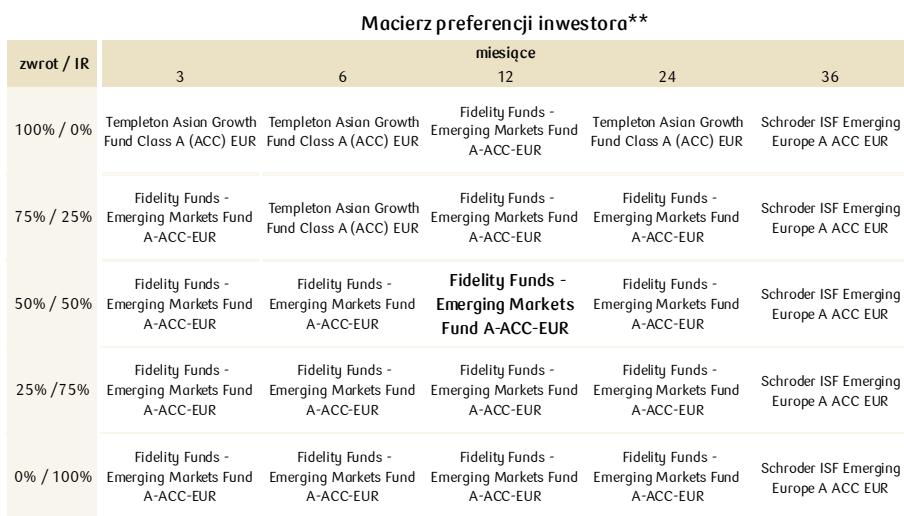 Macierz preferencji inwestora**
zwrot / IR
miesiące
3 6 12 24 36
100% / 0%
Templeton Asian Growth
Fund Class A (ACC) EUR
Templeton Asian Growth
Fund Class A (ACC) EUR
Fidelity Funds -
Emerging Markets Fund
A-ACC-EUR
Templeton Asian Growth
Fund Class A (ACC) EUR
Schroder ISF Emerging
Europe A ACC EUR
75% / 25%
Fidelity Funds -
Emerging Markets Fund
A-ACC-EUR
Templeton Asian Growth
Fund Class A (ACC) EUR
Fidelity Funds -
Emerging Markets Fund
A-ACC-EUR
Fidelity Funds -
Emerging Markets Fund
A-ACC-EUR
Schroder ISF Emerging
Europe A ACC EUR
50% / 50%
Fidelity Funds -
Emerging Markets Fund
A-ACC-EUR
Fidelity Funds -
Emerging Markets Fund
A-ACC-EUR
Fidelity Funds -
Emerging Markets
Fund A-ACC-EUR
Fidelity Funds -
Emerging Markets Fund
A-ACC-EUR
Schroder ISF Emerging
Europe A ACC EUR
25% /75%
Fidelity Funds -
Emerging Markets Fund
A-ACC-EUR
Fidelity Funds -
Emerging Markets Fund
A-ACC-EUR
Fidelity Funds -
Emerging Markets Fund
A-ACC-EUR
Fidelity Funds -
Emerging Markets Fund
A-ACC-EUR
Schroder ISF Emerging
Europe A ACC EUR
0% / 100%
Fidelity Funds -
Emerging Markets Fund
A-ACC-EUR
Fidelity Funds -
Emerging Markets Fund
A-ACC-EUR
Fidelity Funds -
Emerging Markets Fund
A-ACC-EUR
Fidelity Funds -
Emerging Markets Fund
A-ACC-EUR
Schroder ISF Emerging
Europe A ACC EUR